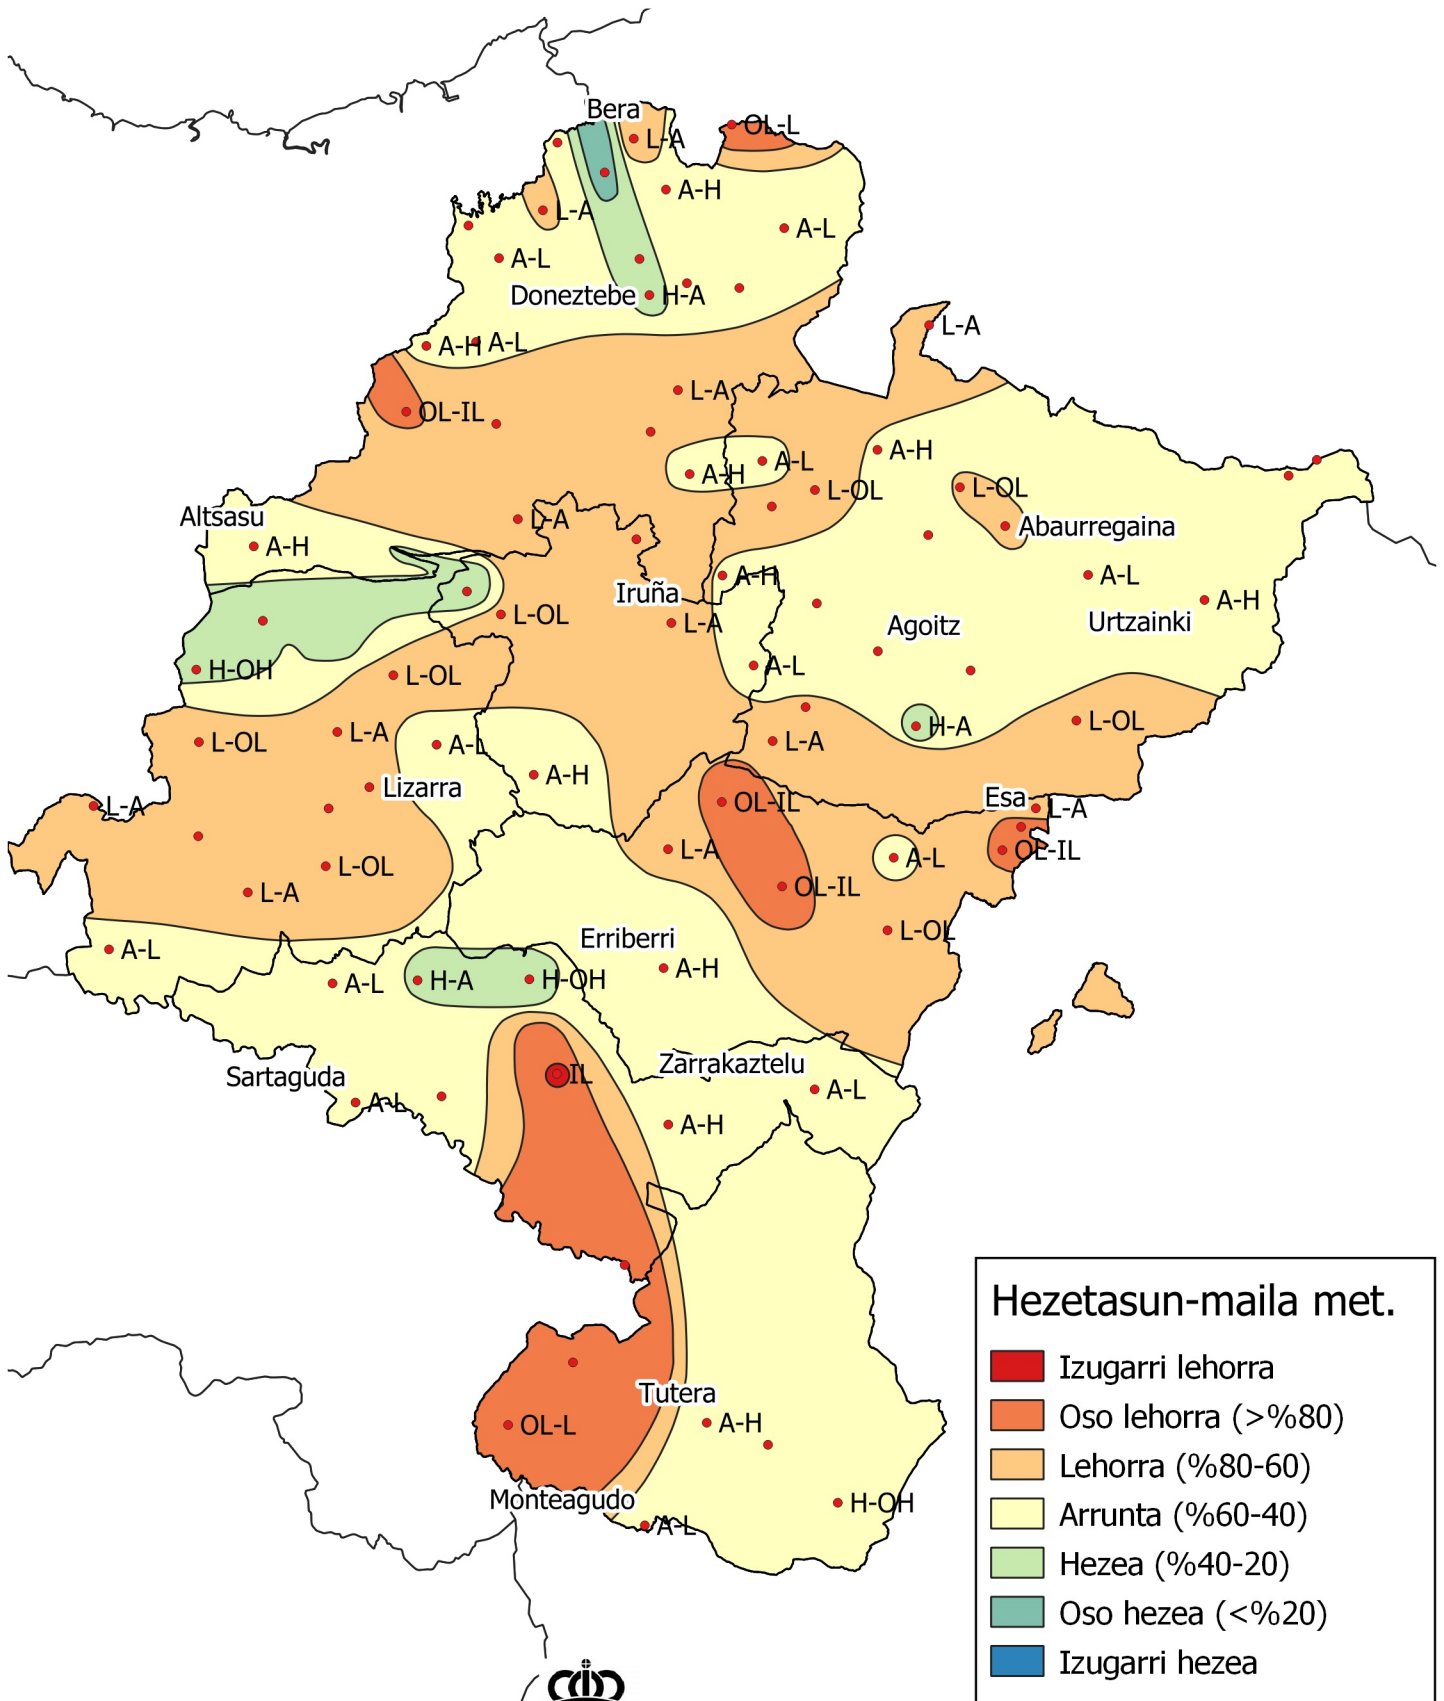 Bera
OL-L
L-A
A-H
L-A
A-L
A-L
Doneztebe
H-A
L-A
A-H
A-L
L-A
OL-IL
A-H
A-H
A-L
L-OL
L-OL
Altsasu
L-A
Abaurregaina
A-H
A-H
A-L
Iruña
A-H
L-OL
L-A
Agoitz
Urtzainki
H-OH
A-L
L-OL
L-OL
L-A
H-A
L-OL
A-L
L-A
A-H
Lizarra
L-A
OL-IL
Esa
L-A
L-A
OL-IL
A-L
L-OL
OL-IL
L-A
L-OL
Erriberri
A-L
A-H
A-L
H-A
H-OH
Zarrakaztelu
Sartaguda
IL
A-L
A-L
A-H
Tutera
OL-L
A-H
Monteagudo
H-OH
A-L
Hezetasun-maila met.
Izugarri lehorra
Oso lehorra (>%80)
Lehorra (%80-60)
Arrunta (%60-40)
Hezea (%40-20)
Oso hezea (<%20)
Izugarri hezea